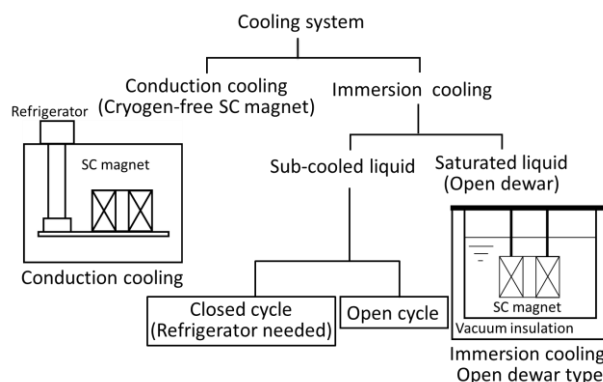 Cooling system
Conduction cooling
(Cryogen-free SC magnet)
Immersion cooling
Refrigerator
SC magnet
Conduction cooling
Sub-cooled liquid
Saturated liquid
(Open dewar)
Closed cycle
(Refrigerator needed)
Open cycle
SC magnet
Vacuum insulation
Immersion cooling
Open dewar type